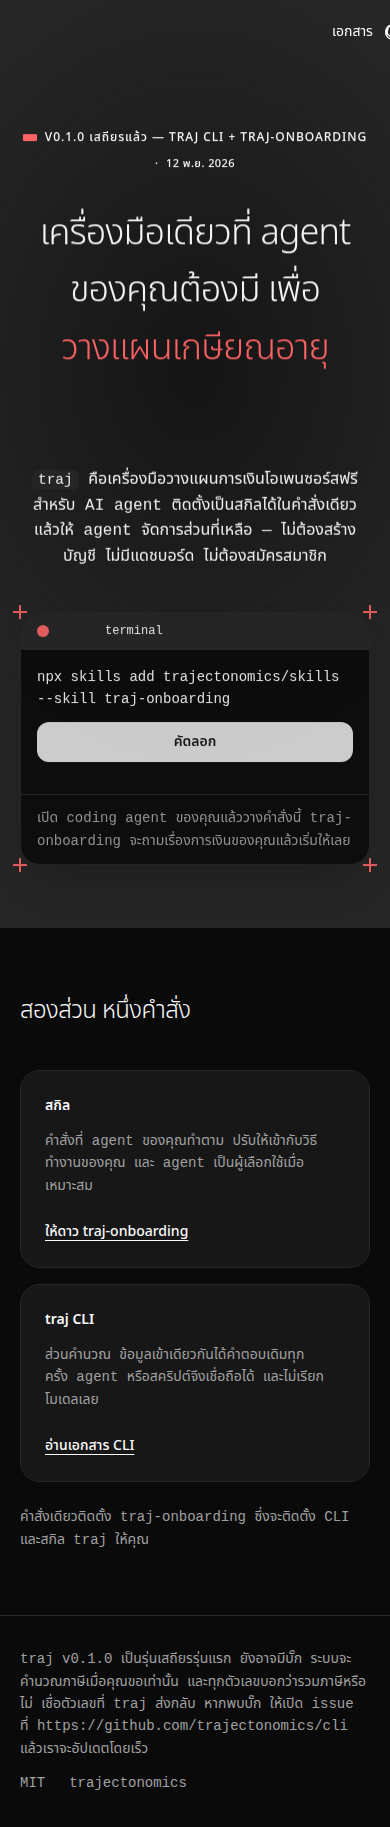 เอกสาร
V0.1.0 เสถียรแล้ว — TRAJ CLI + TRAJ-ONBOARDING
· 12 พ.ย. 2026
เครื่องมือเดียวที่ agent
ของคุณต้องมี เพื่อ
วางแผนเกษียณอายุ
traj คือเครื่องมือวางแผนการเงินโอเพนซอร์สฟรี
สำหรับ AI agent ติดตั้งเป็นสกิลได้ในคำสั่งเดียว
แล้วให้ agent จัดการส่วนที่เหลือ — ไม่ต้องสร้าง
บัญชี ไม่มีแดชบอร์ด ไม่ต้องสมัครสมาชิก
terminal
npx skills add trajectonomics/skills
--skill traj-onboarding
คัดลอก
เปิด coding agent ของคุณแล้ววางคำสั่งนี้ traj-
onboarding จะถามเรื่องการเงินของคุณแล้วเริ่มให้เลย
สองส่วน หนึ่งคำสั่ง
สกิล
คำสั่งที่ agent ของคุณทำตาม ปรับให้เข้ากับวิธี
ทำงานของคุณ และ agent เป็นผู้เลือกใช้เมื่อ
เหมาะสม
ให้ดาว traj-onboarding
traj CLI
ส่วนคำนวณ ข้อมูลเข้าเดียวกันได้คำตอบเดิมทุก
ครั้ง agent หรือสคริปต์จึงเชื่อถือได้ และไม่เรียก
โมเดลเลย
อ่านเอกสาร CLI
คำสั่งเดียวติดตั้ง traj-onboarding ซึ่งจะติดตั้ง CLI
และสกิล traj ให้คุณ
traj v0.1.0 เป็นรุ่นเสถียรรุ่นแรก ยังอาจมีบั๊ก ระบบจะ
คำนวณภาษีเมื่อคุณขอเท่านั้น และทุกตัวเลขบอกว่ารวมภาษีหรือ
ไม่ เชื่อตัวเลขที่ traj ส่งกลับ หากพบบั๊ก ให้เปิด issue
ที่ https://github.com/trajectonomics/cli
แล้วเราจะอัปเดตโดยเร็ว
MIT trajectonomics